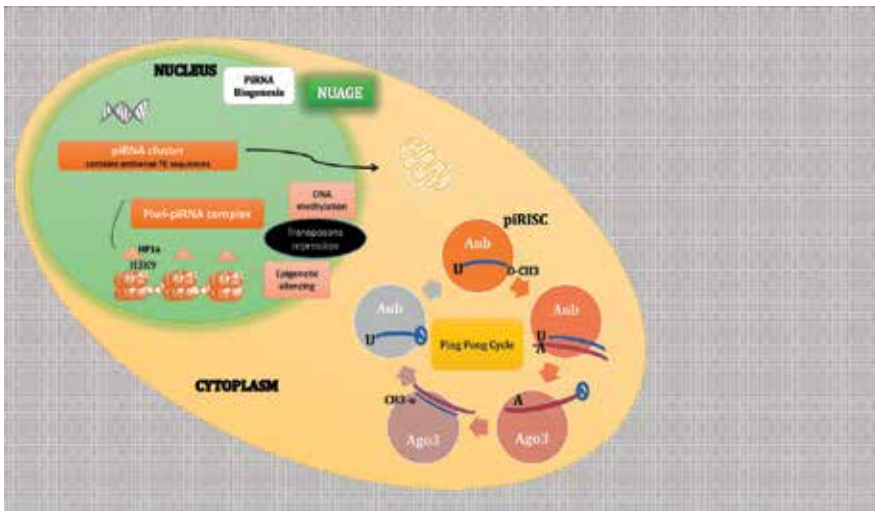 NUCLEUS
PiRNA
Biogenesis
NUAGE
piRNA cluster
contains antisense TE sequences
Piwi-piRNA complex
DNA
methylation
Transposons
repression
HP1a
H3K9
Epigenetic
silencing
piRISC
Aub
U
O-CH3
Aub
U
A
Aub
U
Ping Pong Cycle
CYTOPLASM
CH3-o
Ago3
A
Ago3